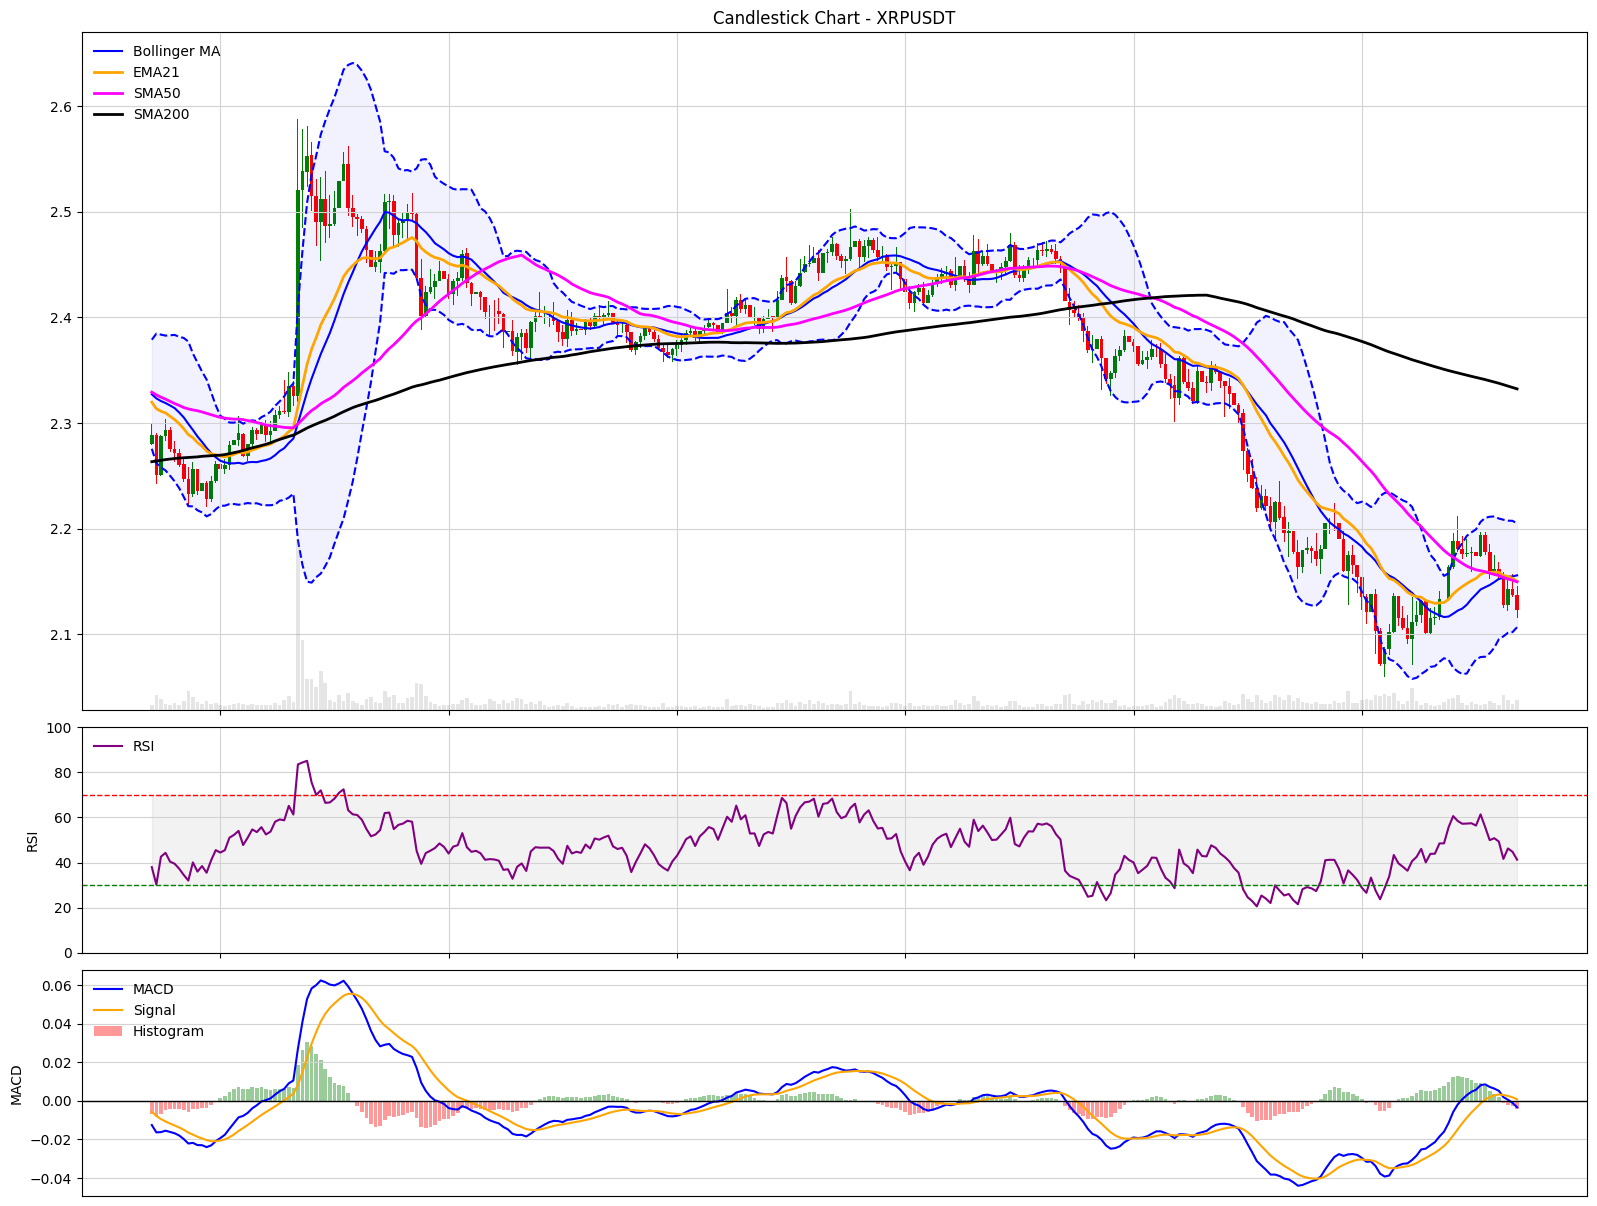 Candlestick Chart - XRPUSDT
Bollinger MA
EMA21
SMA50
SMA200
2.6
2.5
2.4
2.3
2.2
2.1
RSI
100
80
60
40
20
0
RSI
MACD
Signal
Histogram
0.06
0.04
0.02
0.00
−0.02
−0.04
MACD